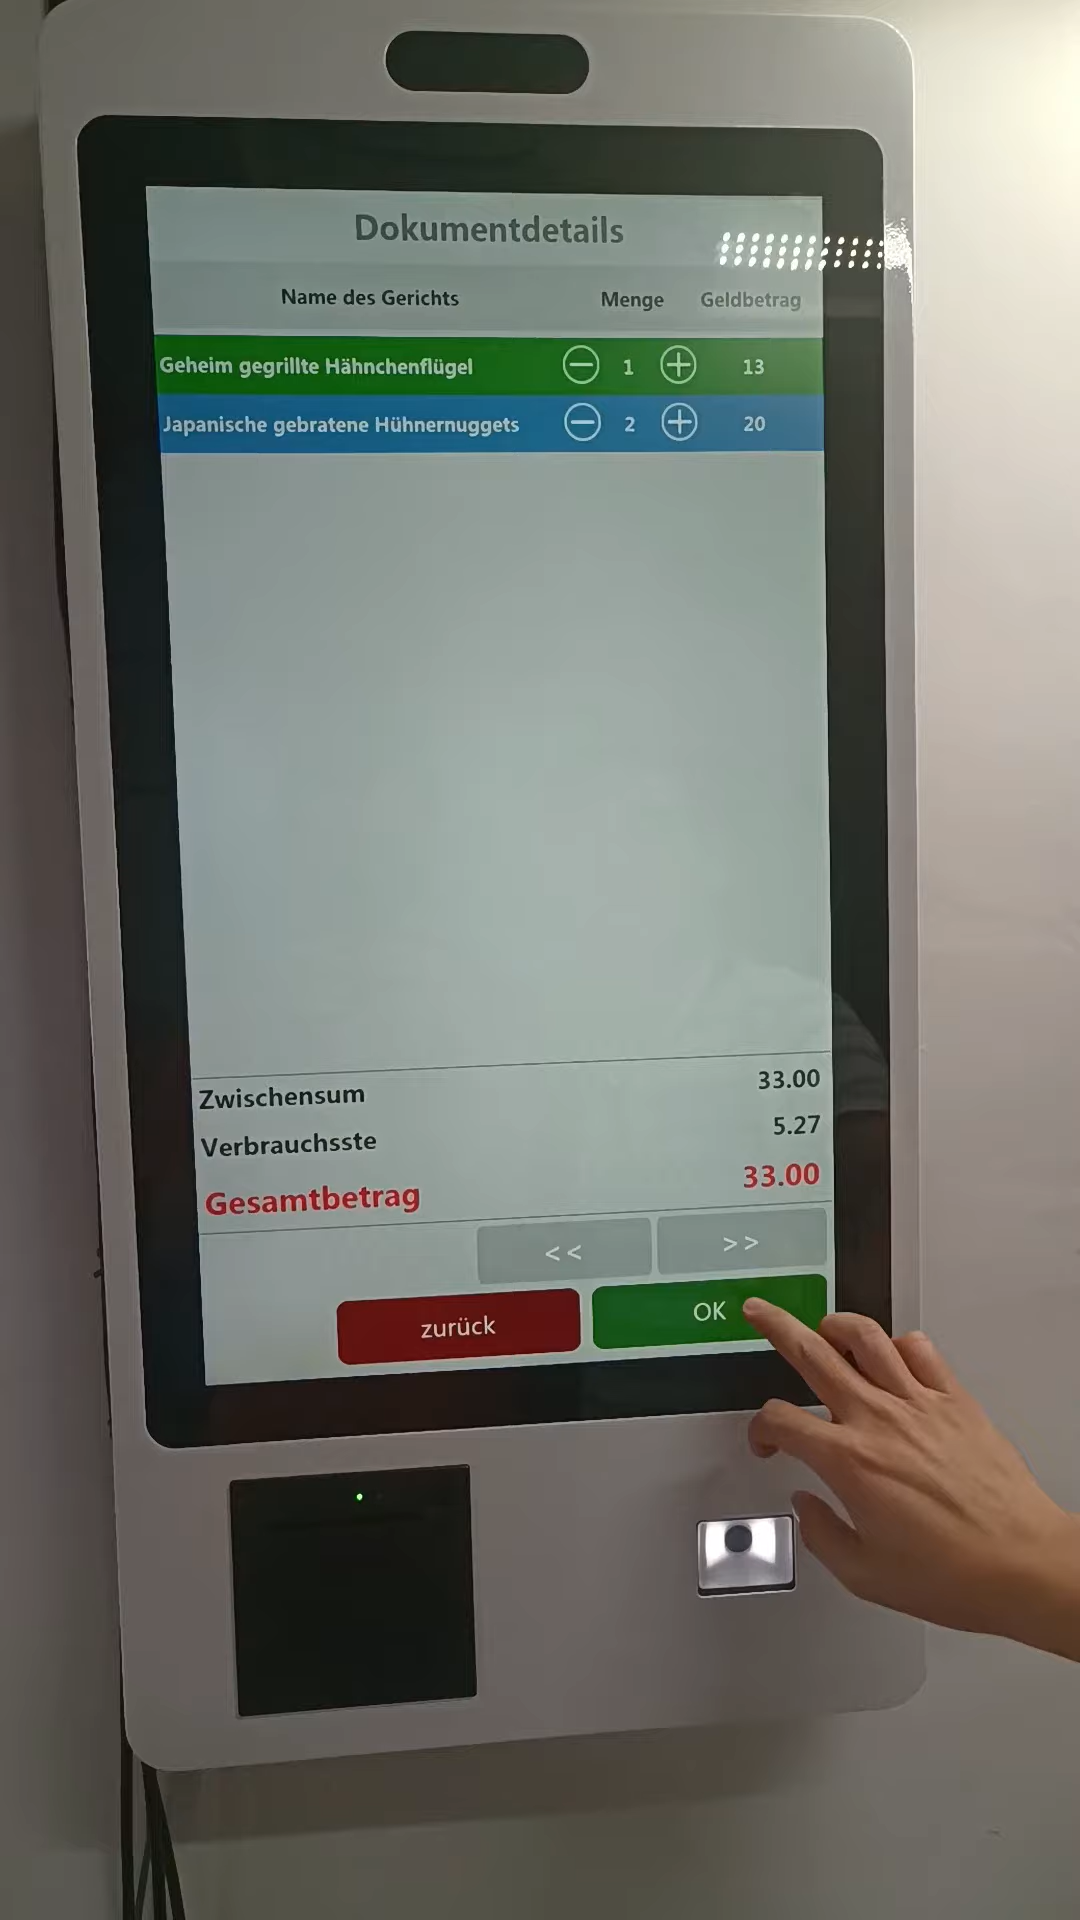 Dokumentdetails
Name des Gerichts Menge Geldbetrag
Geheim gegrillte Hähnchenflügel 1 13
Japanische gebratene Hühnernuggets 2 20
Zwischensum 33.00
Verbrauchsste 5.27
Gesamtbetrag 33.00
<< >>
zurück OK